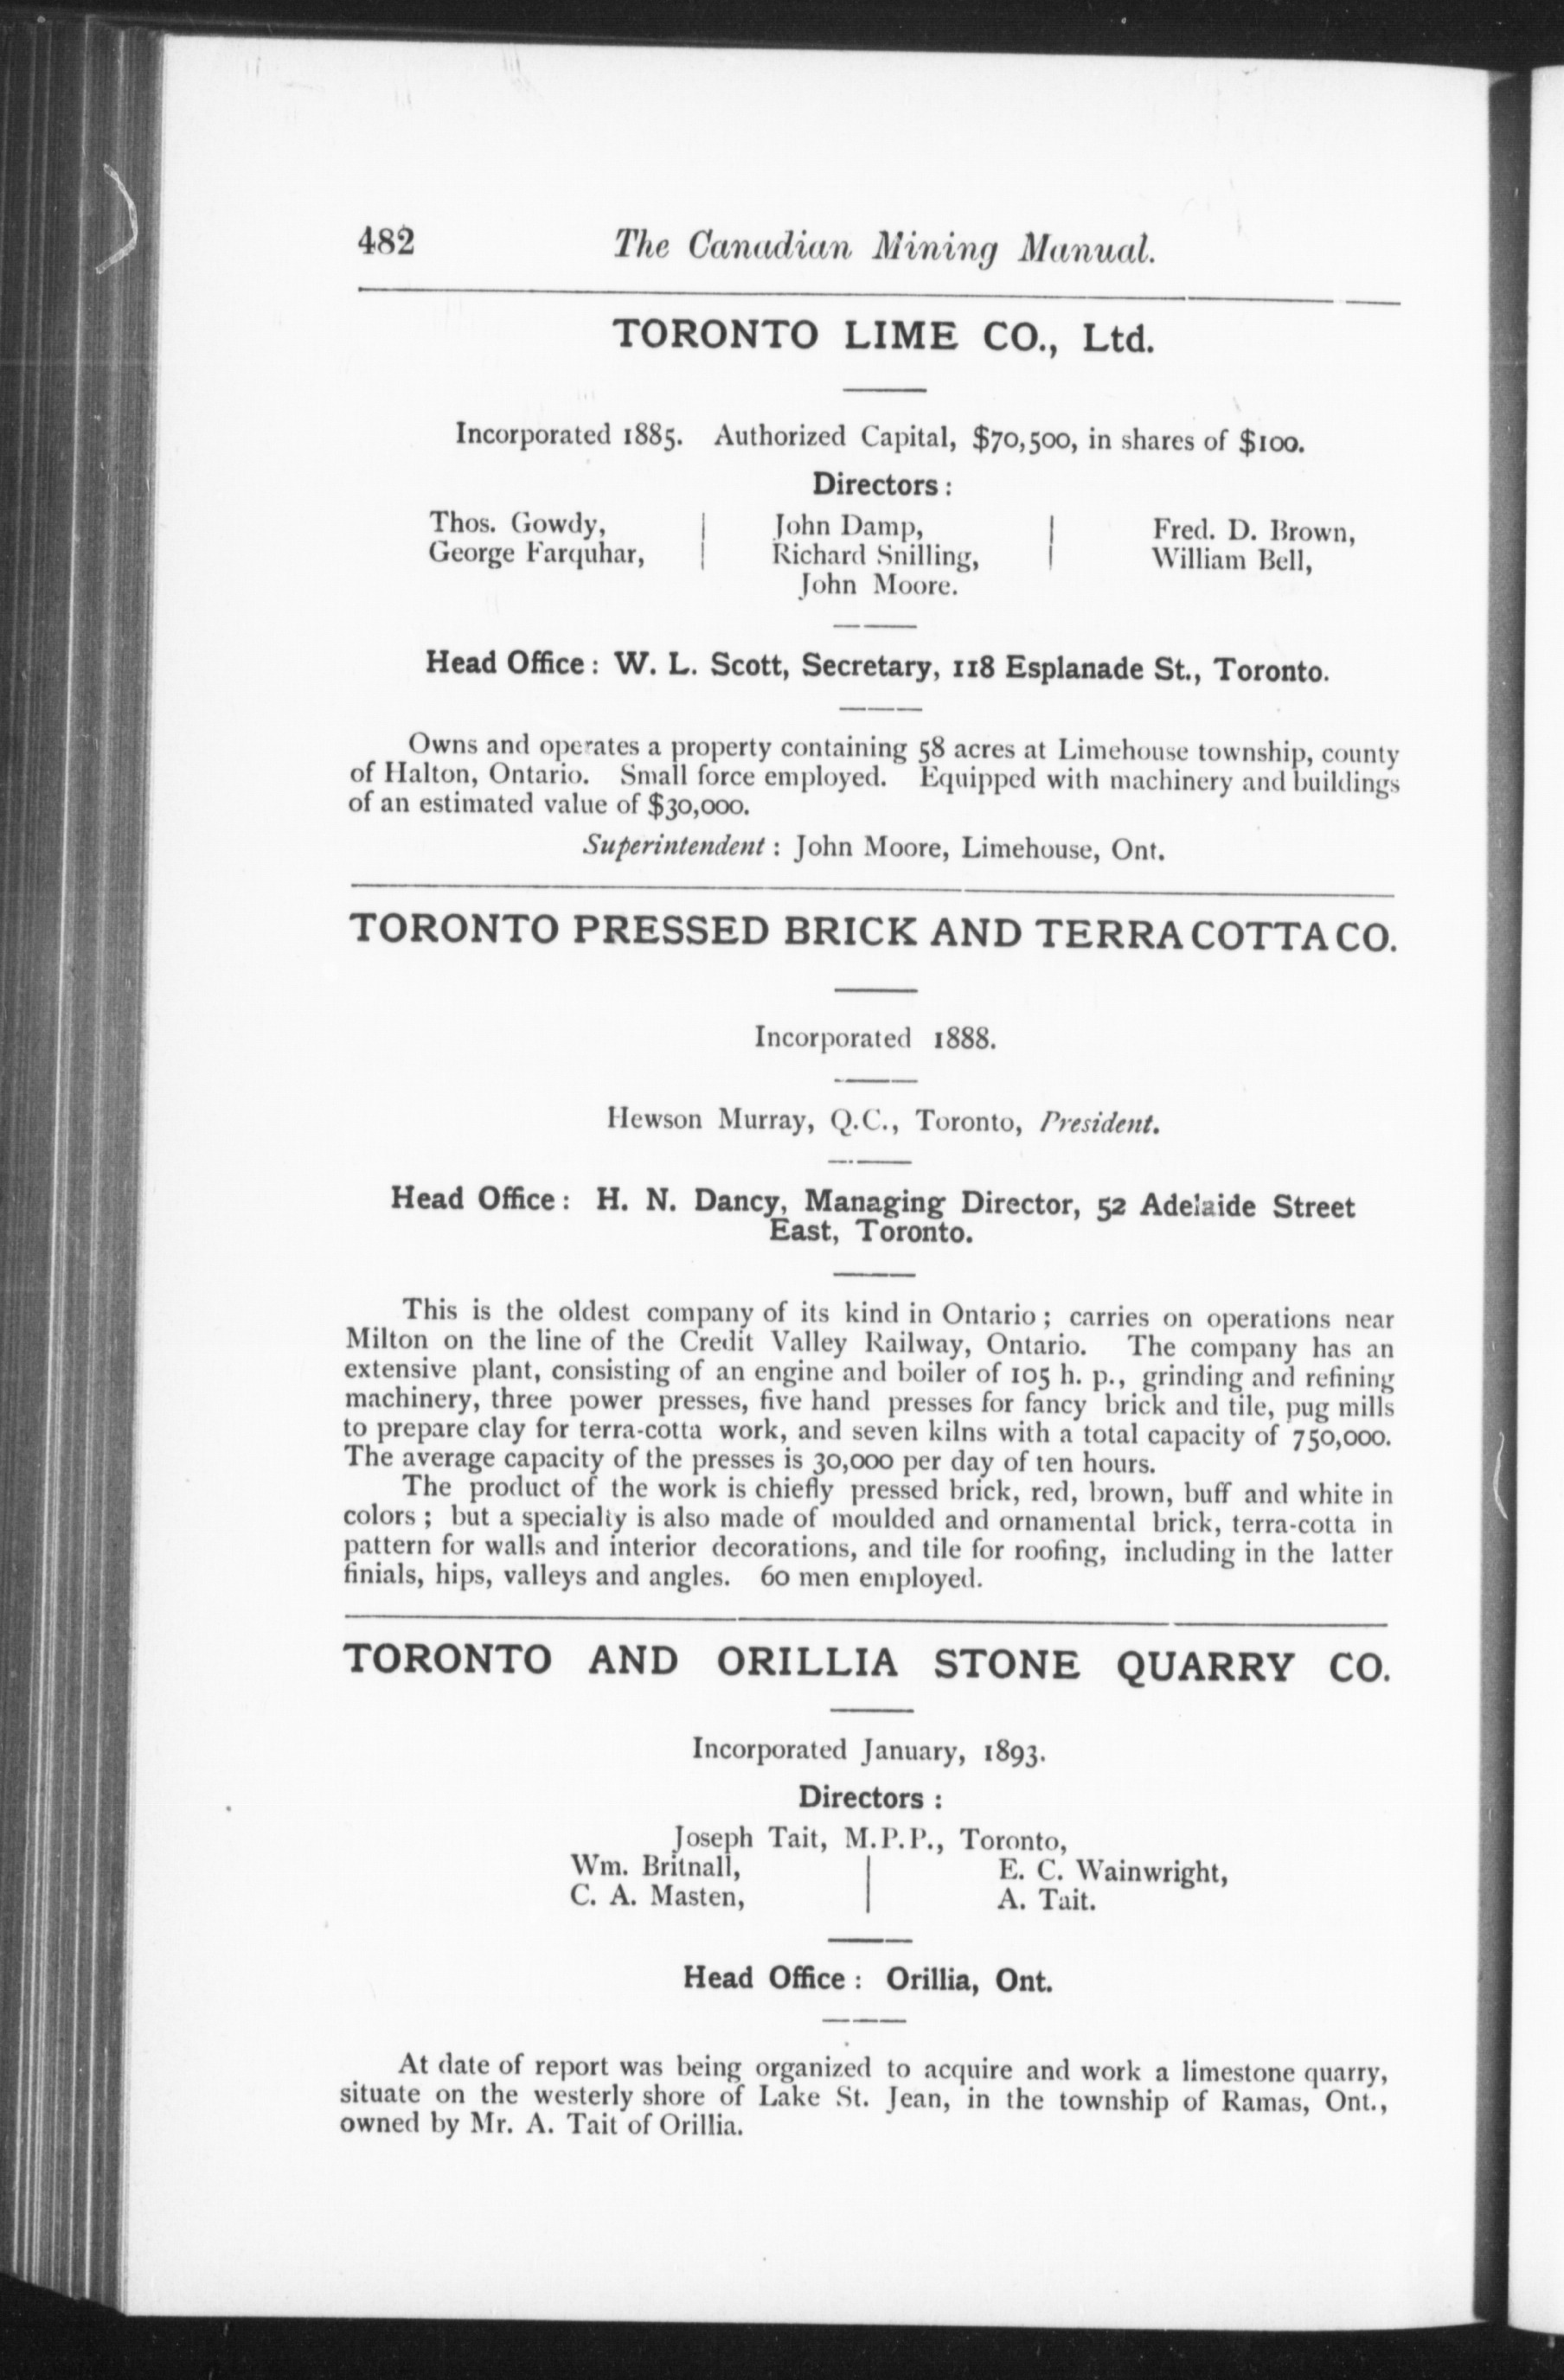 482 The Canadian Mining Manual.
TORONTO LIME CO., Ltd.
Incorporated 1885. Authorized Capital, $70,500, in shares of $100.
Directors :
Thos. Gowdy, | John Damp, | Fred. D. Brown,
George Farquhar, | Richard Snilling, | William Bell,
John Moore.
Head Office : W. L. Scott, Secretary, 118 Esplanade St., Toronto.
Owns and operates a property containing 58 acres at Limehouse township, county
of Halton, Ontario. Small force employed. Equipped with machinery and buildings
of an estimated value of $30,000.
Superintendent : John Moore, Limehouse, Ont.
TORONTO PRESSED BRICK AND TERRA COTTA CO.
Incorporated 1888.
Hewson Murray, Q.C., Toronto, President.
Head Office : H. N. Dancy, Managing Director, 52 Adelaide Street
East, Toronto.
This is the oldest company of its kind in Ontario ; carries on operations near
Milton on the line of the Credit Valley Railway, Ontario. The company has an
extensive plant, consisting of an engine and boiler of 105 h. p., grinding and refining
machinery, three power presses, five hand presses for fancy brick and tile, pug mills
to prepare clay for terra-cotta work, and seven kilns with a total capacity of 750,000.
The average capacity of the presses is 30,000 per day of ten hours.
The product of the work is chiefly pressed brick, red, brown, buff and white in
colors ; but a specialty is also made of moulded and ornamental brick, terra-cotta in
pattern for walls and interior decorations, and tile for roofing, including in the latter
finials, hips, valleys and angles. 60 men employed.
TORONTO AND ORILLIA STONE QUARRY CO.
Incorporated January, 1893.
Directors :
Joseph Tait, M.P.P., Toronto,
Wm. Britnall, | E. C. Wainwright,
C. A. Masten, | A. Tait.
Head Office : Orillia, Ont.
At date of report was being organized to acquire and work a limestone quarry,
situate on the westerly shore of Lake St. Jean, in the township of Ramas, Ont.,
owned by Mr. A. Tait of Orillia.